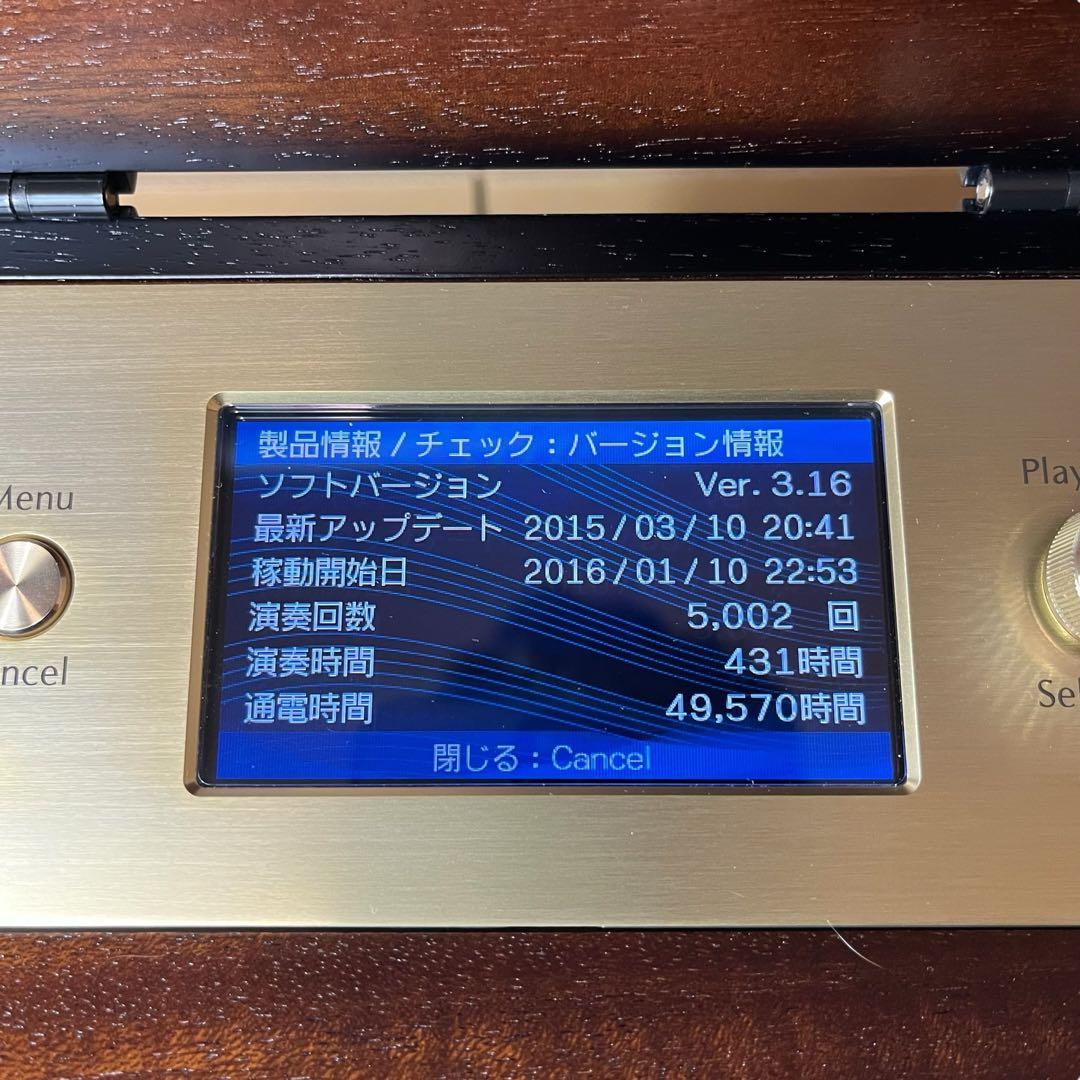 製品情報 / チェック：バージョン情報
ソフトバージョン Ver. 3.16
最新アップデート 2015/03/10 20:41
稼動開始日 2016/01/10 22:53
演奏回数 5,002 回
演奏時間 431時間
通電時間 49,570時間
閉じる：Cancel
Menu
ncel
Play
Sel